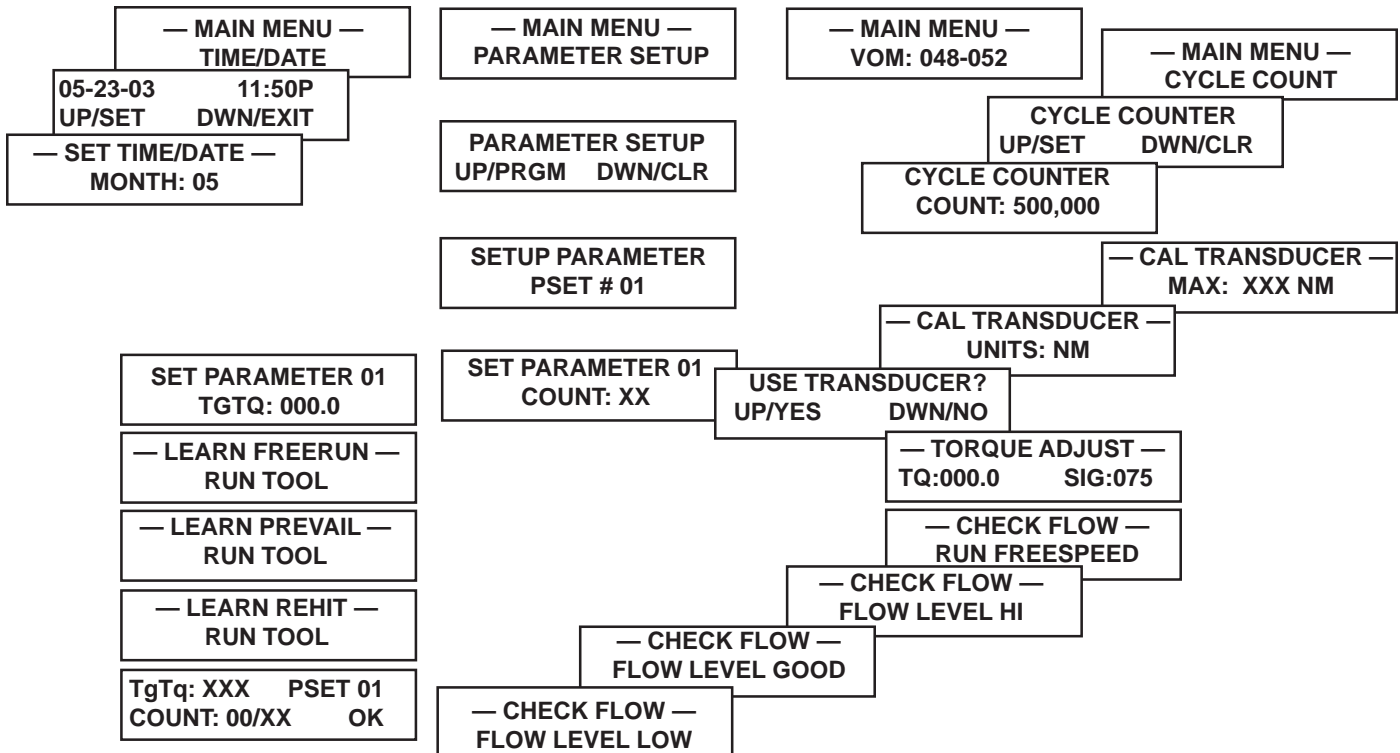 — MAIN MENU —
TIME/DATE
05-23-03 11:50P
UP/SET DWN/EXIT
— SET TIME/DATE —
MONTH: 05
— MAIN MENU —
PARAMETER SETUP
PARAMETER SETUP
UP/PRGM DWN/CLR
SETUP PARAMETER
PSET # 01
SET PARAMETER 01
COUNT: XX
— MAIN MENU —
VOM: 048-052
— MAIN MENU —
CYCLE COUNT
CYCLE COUNTER
UP/SET DWN/CLR
CYCLE COUNTER
COUNT: 500,000
— CAL TRANSDUCER —
MAX: XXX NM
— CAL TRANSDUCER —
UNITS: NM
USE TRANSDUCER?
UP/YES DWN/NO
— TORQUE ADJUST —
TQ:000.0 SIG:075
— CHECK FLOW —
RUN FREESPEED
— CHECK FLOW —
FLOW LEVEL HI
— CHECK FLOW —
FLOW LEVEL GOOD
— CHECK FLOW —
FLOW LEVEL LOW
SET PARAMETER 01
TGTQ: 000.0
— LEARN FREERUN —
RUN TOOL
— LEARN PREVAIL —
RUN TOOL
— LEARN REHIT —
RUN TOOL
TgTq: XXX PSET 01
COUNT: 00/XX OK